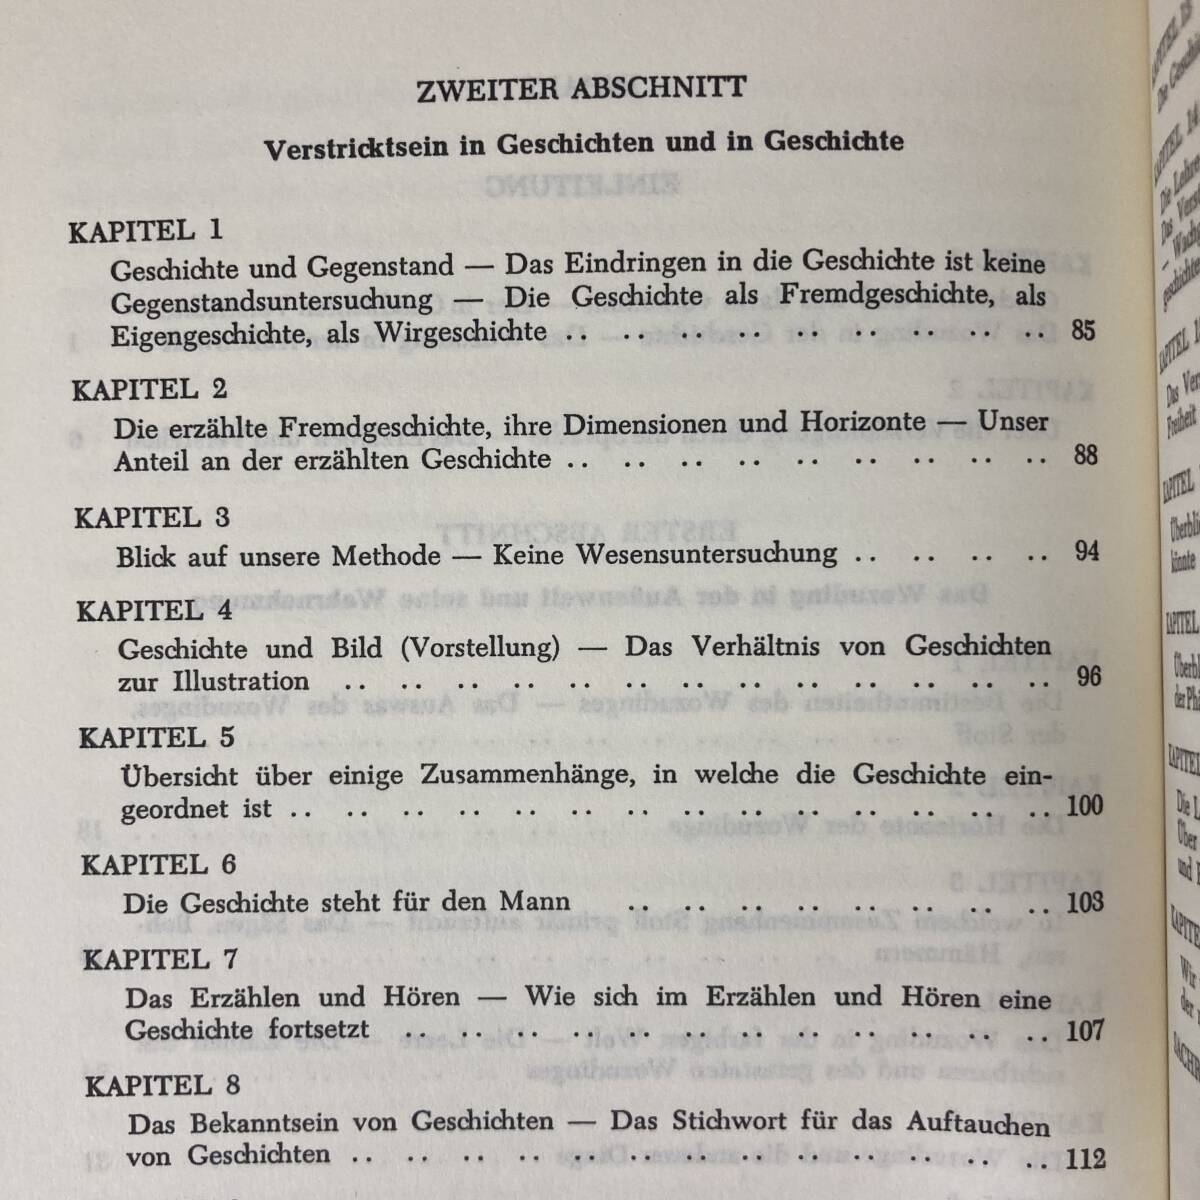 ZWEITER ABSCHNITT
Verstricktsein in Geschichten und in Geschichte
KAPITEL 1
Geschichte und Gegenstand — Das Eindringen in die Geschichte ist keine
Gegenstandsuntersuchung — Die Geschichte als Fremdgeschichte, als
Eigengeschichte, als Wirgeschichte .. .. .. .. .. .. .. .. .. 85
KAPITEL 2
Die erzählte Fremdgeschichte, ihre Dimensionen und Horizonte — Unser
Anteil an der erzählten Geschichte .. .. .. .. .. .. .. .. .. 88
KAPITEL 3
Blick auf unsere Methode — Keine Wesensuntersuchung .. .. .. .. 94
KAPITEL 4
Geschichte und Bild (Vorstellung) — Das Verhältnis von Geschichten
zur Illustration .. .. .. .. .. .. .. .. .. .. .. .. .. 96
KAPITEL 5
Übersicht über einige Zusammenhänge, in welche die Geschichte ein-
geordnet ist .. .. .. .. .. .. .. .. .. .. .. .. .. .. 100
KAPITEL 6
Die Geschichte steht für den Mann .. .. .. .. .. .. .. .. 103
KAPITEL 7
Das Erzählen und Hören — Wie sich im Erzählen und Hören eine
Geschichte fortsetzt .. .. .. .. .. .. .. .. .. .. .. .. 107
KAPITEL 8
Das Bekanntsein von Geschichten — Das Stichwort für das Auftauchen
von Geschichten .. .. .. .. .. .. .. .. .. .. .. .. .. 112